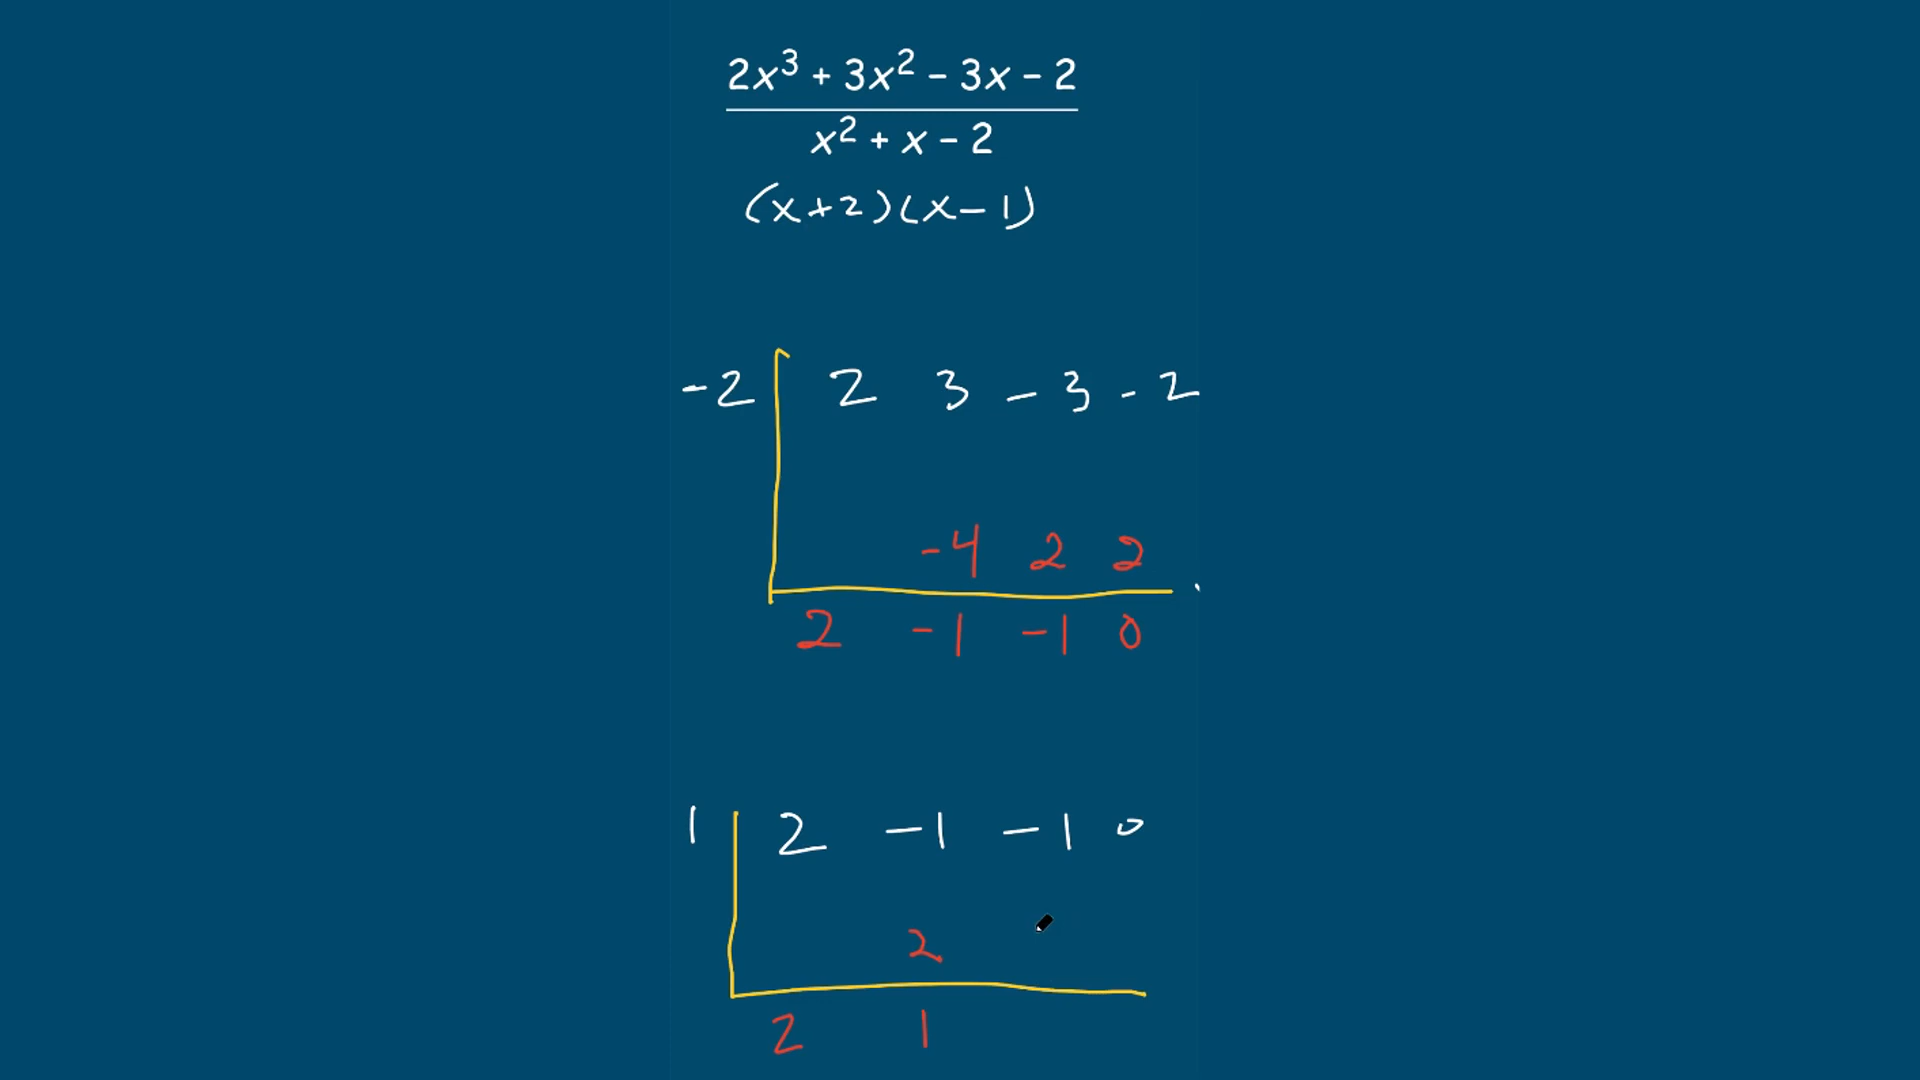 2x³ + 3x² - 3x - 2
x² + x - 2
(x+2)(x-1)
-2 2 3 -3 -2
-4 2 2
2 -1 -1 0
1 2 -1 -1 0
2
2 1